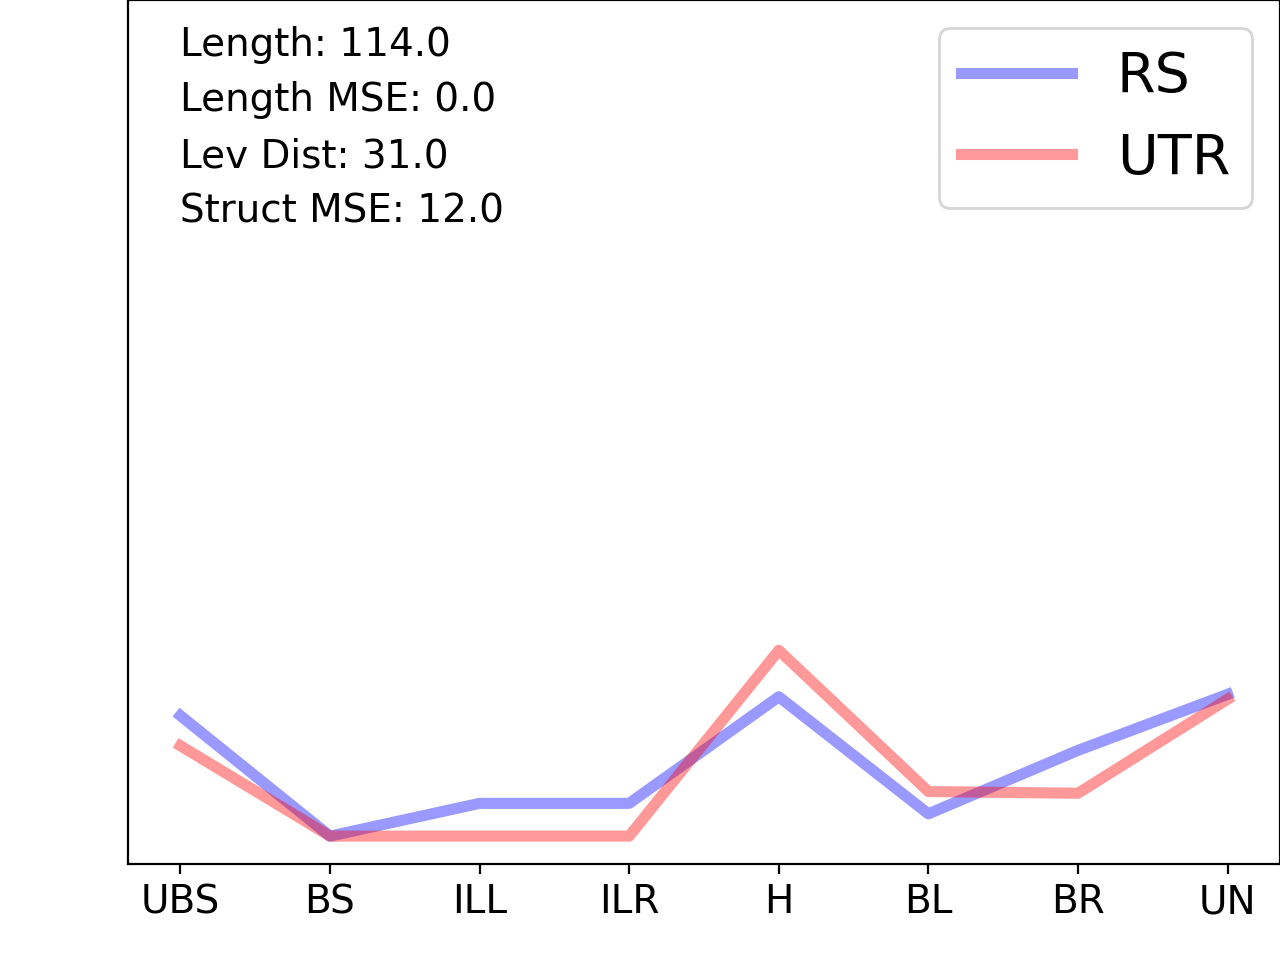 Length: 114.0
Length MSE: 0.0
Lev Dist: 31.0
Struct MSE: 12.0
RS
UTR
UBS BS ILL ILR H BL BR UN